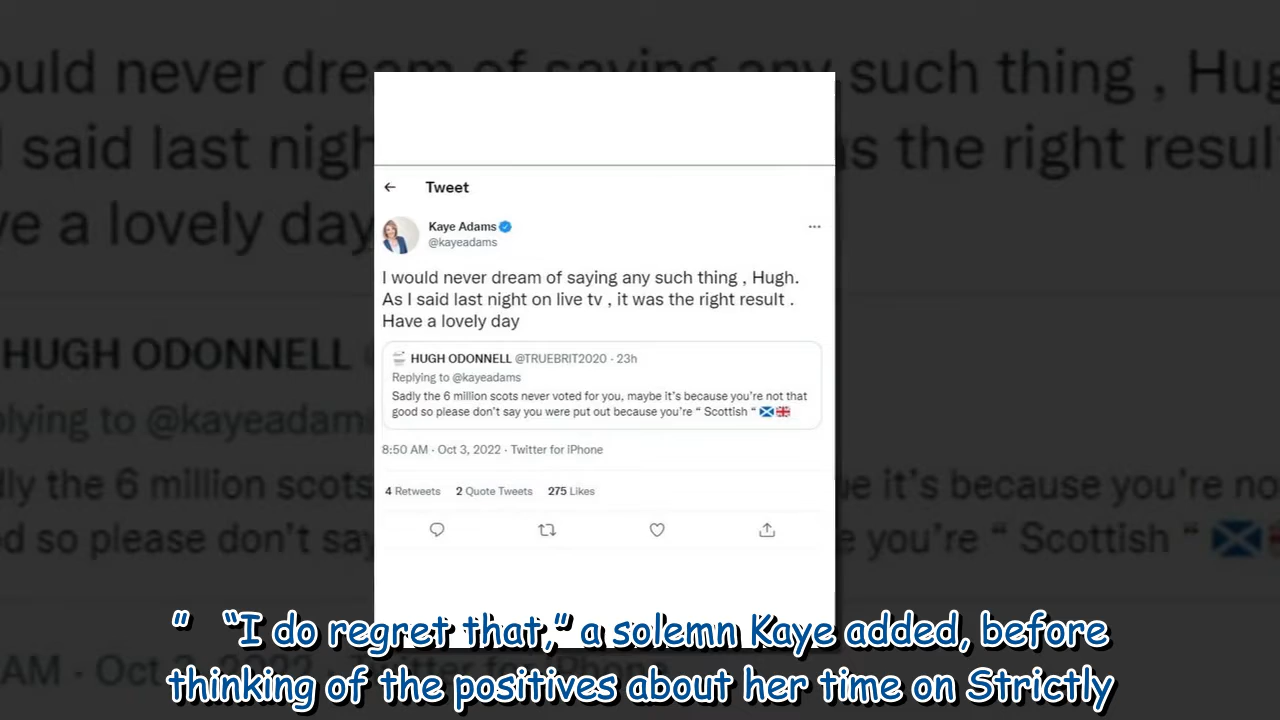 Tweet
Kaye Adams
@kayeadams
I would never dream of saying any such thing , Hugh.
As I said last night on live tv , it was the right result .
Have a lovely day
HUGH ODONNELL @TRUEBRIT2020 · 23h
Replying to @kayeadams
Sadly the 6 million scots never voted for you, maybe it's because you're not that
good so please don't say you were put out because you're “ Scottish “ 🏴󠁧󠁢󠁳󠁣󠁴󠁿🇬🇧
8:50 AM · Oct 3, 2022 · Twitter for iPhone
4 Retweets 2 Quote Tweets 275 Likes
” “I do regret that,” a solemn Kaye added, before
thinking of the positives about her time on Strictly